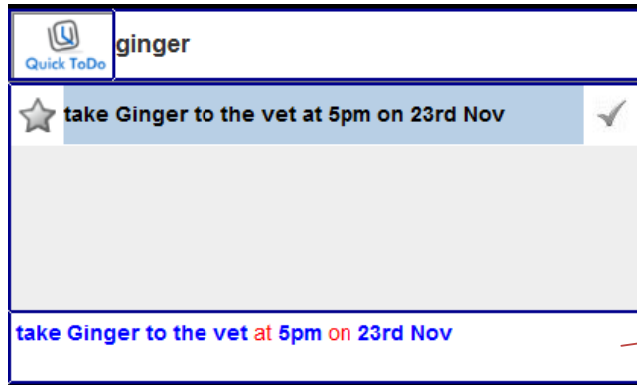 Quick ToDo
ginger
take Ginger to the vet at 5pm on 23rd Nov
take Ginger to the vet at 5pm on 23rd Nov